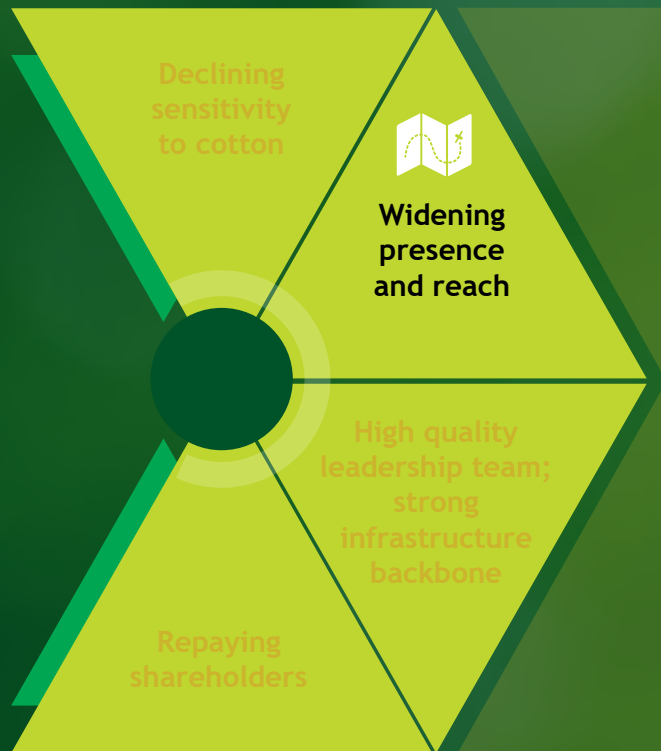 Declining
sensitivity
to cotton
Widening
presence
and reach
High quality
leadership team;
strong
infrastructure
backbone
Repaying
shareholders